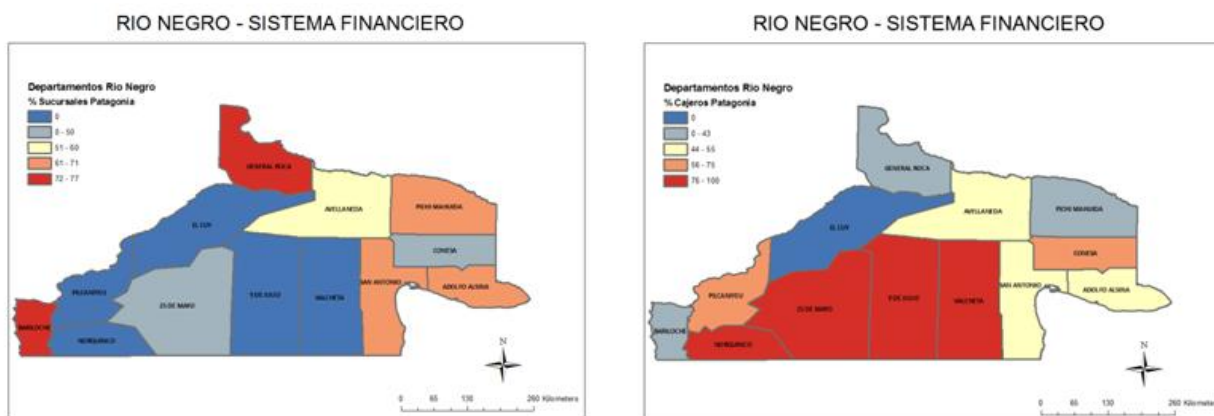 RIO NEGRO - SISTEMA FINANCIERO
Departamentos Rio Negro
% Sucursales Patagonia
0
0 - 50
51 - 60
61 - 71
72 - 77
GENERAL ROCA
AVELLANEDA
PICHI MAHUIDA
EL CUY
CONESA
PILCANIYEU
25 DE MAYO
9 DE JULIO
VALCHETA
SAN ANTONIO
ADOLFO ALSINA
BARILOCHE
ÑORQUINCO
0 65 130 260 Kilometers
RIO NEGRO - SISTEMA FINANCIERO
Departamentos Rio Negro
% Cajeros Patagonia
0
0 - 43
44 - 55
56 - 75
76 - 100
GENERAL ROCA
AVELLANEDA
PICHI MAHUIDA
EL CUY
CONESA
PILCANIYEU
25 DE MAYO
9 DE JULIO
VALCHETA
SAN ANTONIO
ADOLFO ALSINA
BARILOCHE
ÑORQUINCO
0 65 130 260 Kilometers